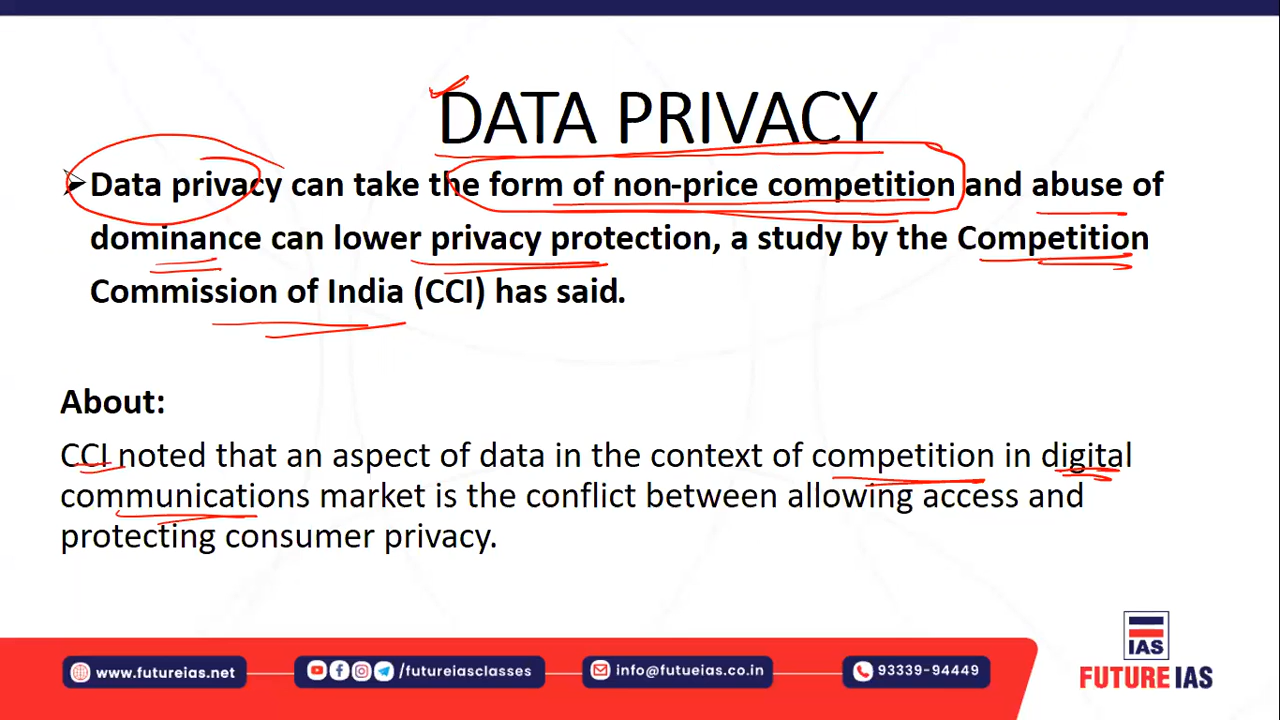 DATA PRIVACY
Data privacy can take the form of non-price competition and abuse of
dominance can lower privacy protection, a study by the Competition
Commission of India (CCI) has said.
About:
CCI noted that an aspect of data in the context of competition in digital
communications market is the conflict between allowing access and
protecting consumer privacy.
IAS
www.futureias.net
/futureiasclasses
info@futueias.co.in
93339-94449
FUTURE IAS